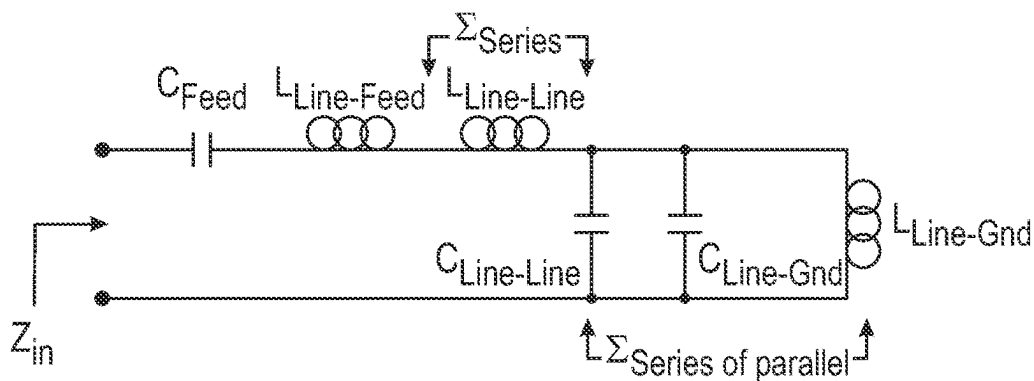 ΣSeries
CFeed
LLine-Feed
LLine-Line
CLine-Line
CLine-Gnd
LLine-Gnd
Zin
ΣSeries of parallel